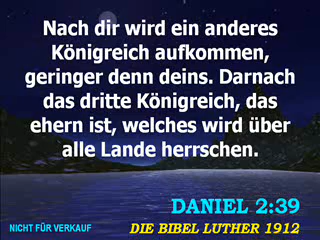 Nach dir wird ein anderes
Königreich aufkommen,
geringer denn deins. Darnach
das dritte Königreich, das
ehern ist, welches wird über
alle Lande herrschen.
DANIEL 2:39
NICHT FÜR VERKAUF
DIE BIBEL LUTHER 1912